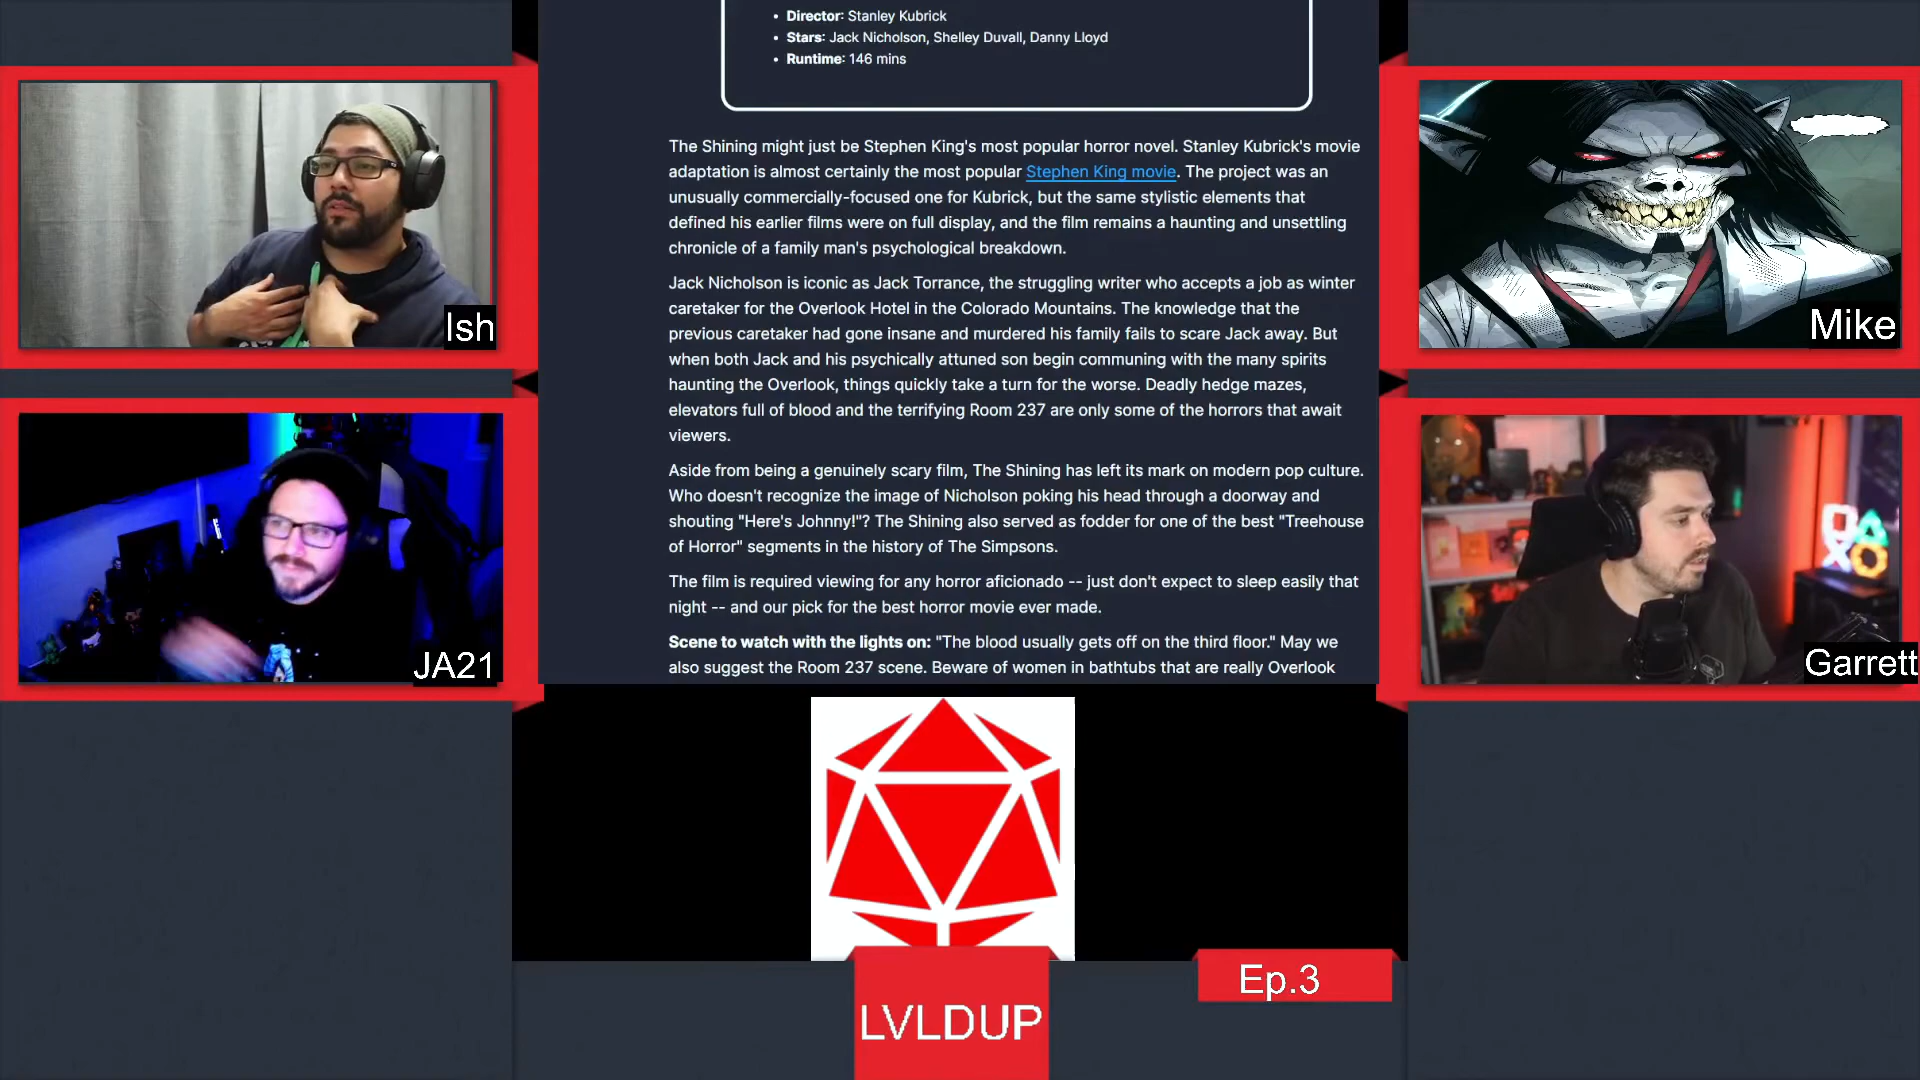 Director: Stanley Kubrick
Stars: Jack Nicholson, Shelley Duvall, Danny Lloyd
Runtime: 146 mins
The Shining might just be Stephen King's most popular horror novel. Stanley Kubrick's movie
adaptation is almost certainly the most popular Stephen King movie. The project was an
unusually commercially-focused one for Kubrick, but the same stylistic elements that
defined his earlier films were on full display, and the film remains a haunting and unsettling
chronicle of a family man's psychological breakdown.
Jack Nicholson is iconic as Jack Torrance, the struggling writer who accepts a job as winter
caretaker for the Overlook Hotel in the Colorado Mountains. The knowledge that the
previous caretaker had gone insane and murdered his family fails to scare Jack away. But
when both Jack and his psychically attuned son begin communing with the many spirits
haunting the Overlook, things quickly take a turn for the worse. Deadly hedge mazes,
elevators full of blood and the terrifying Room 237 are only some of the horrors that await
viewers.
Aside from being a genuinely scary film, The Shining has left its mark on modern pop culture.
Who doesn't recognize the image of Nicholson poking his head through a doorway and
shouting "Here's Johnny!"? The Shining also served as fodder for one of the best "Treehouse
of Horror" segments in the history of The Simpsons.
The film is required viewing for any horror aficionado -- just don't expect to sleep easily that
night -- and our pick for the best horror movie ever made.
Scene to watch with the lights on: "The blood usually gets off on the third floor." May we
also suggest the Room 237 scene. Beware of women in bathtubs that are really Overlook
Ish
Mike
JA21
Garrett
Ep.3
LVLDUP